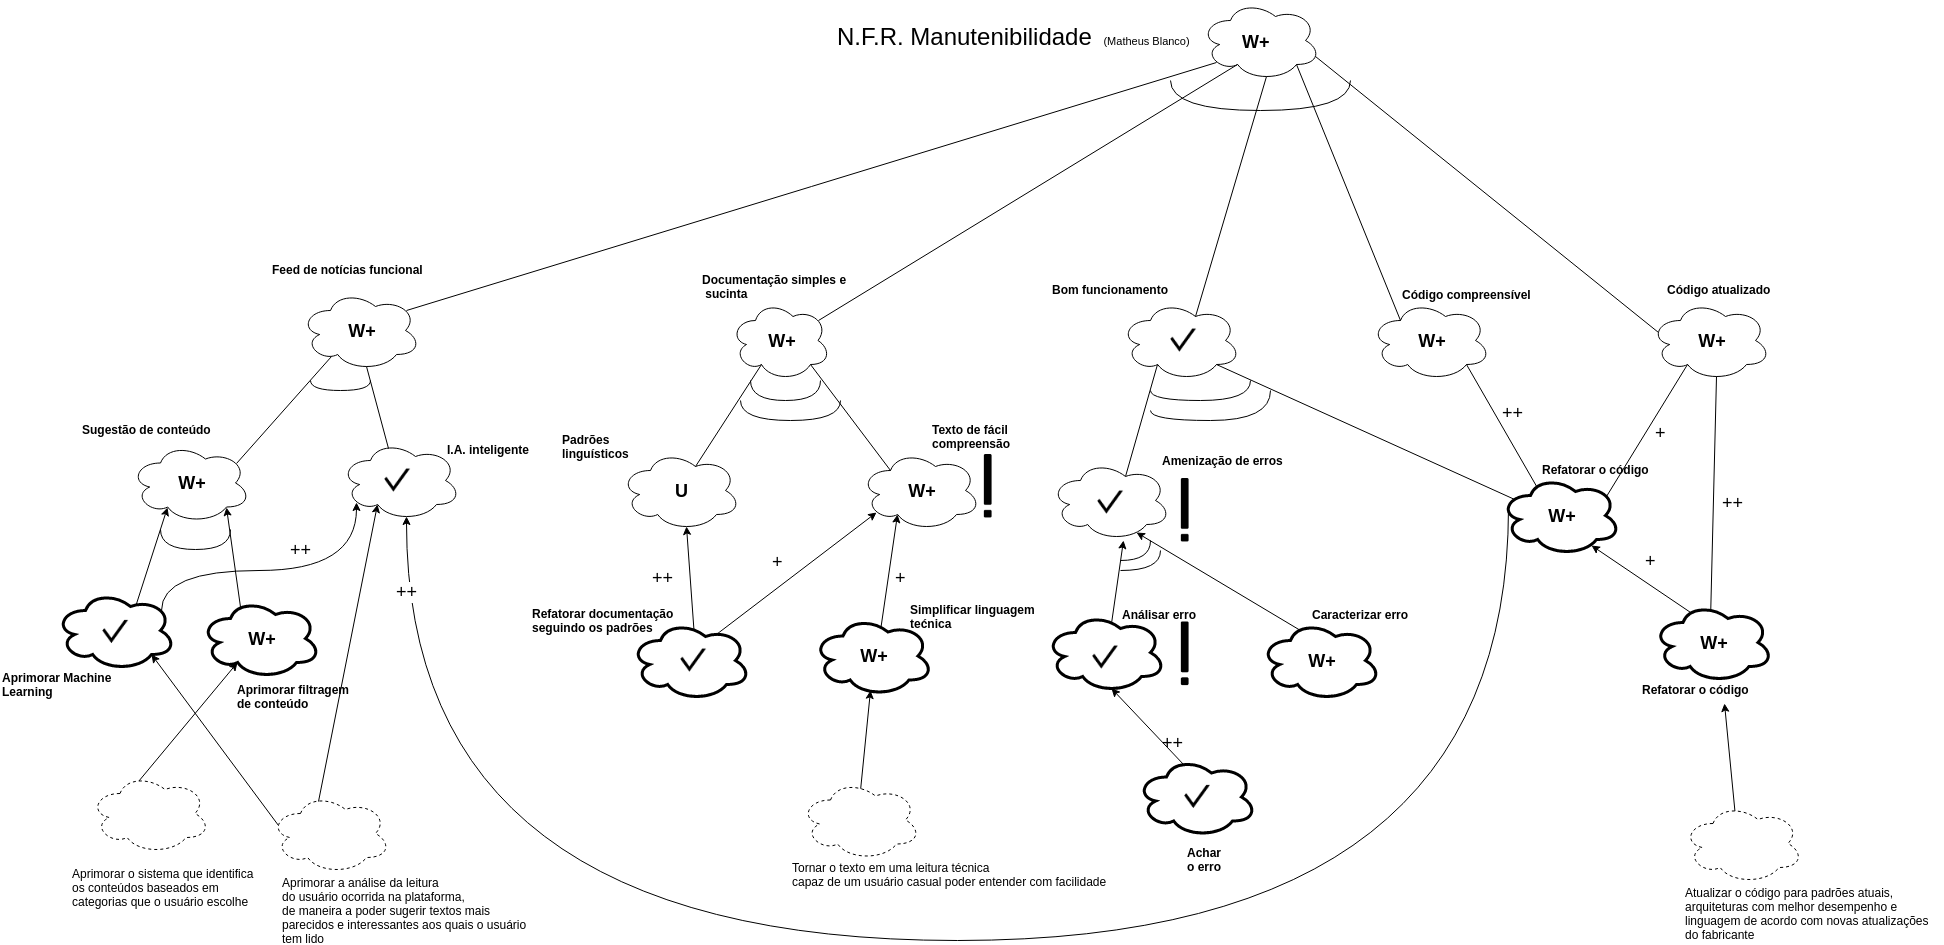 N.F.R. Manutenibilidade (Matheus Blanco)
W+
Feed de notícias funcional
W+
Documentação simples e
sucinta
W+
Bom funcionamento
Código compreensível
W+
Código atualizado
W+
Sugestão de conteúdo
W+
I.A. inteligente
Padrões
linguísticos
U
Texto de fácil
compreensão
W+
Amenização de erros
Refatorar o código
W+
++
+
++
++
++
++
+
+
+
Aprimorar Machine
Learning
W+
Aprimorar filtragem
de conteúdo
Refatorar documentação
seguindo os padrões
Simplificar linguagem
tećnica
W+
Análisar erro
Caracterizar erro
W+
W+
Refatorar o código
++
Achar
o erro
Aprimorar o sistema que identifica
os conteúdos baseados em
categorias que o usuário escolhe
Aprimorar a análise da leitura
do usuário ocorrida na plataforma,
de maneira a poder sugerir textos mais
parecidos e interessantes aos quais o usuário
tem lido
Tornar o texto em uma leitura técnica
capaz de um usuário casual poder entender com facilidade
Atualizar o código para padrões atuais,
arquiteturas com melhor desempenho e
linguagem de acordo com novas atualizações
do fabricante